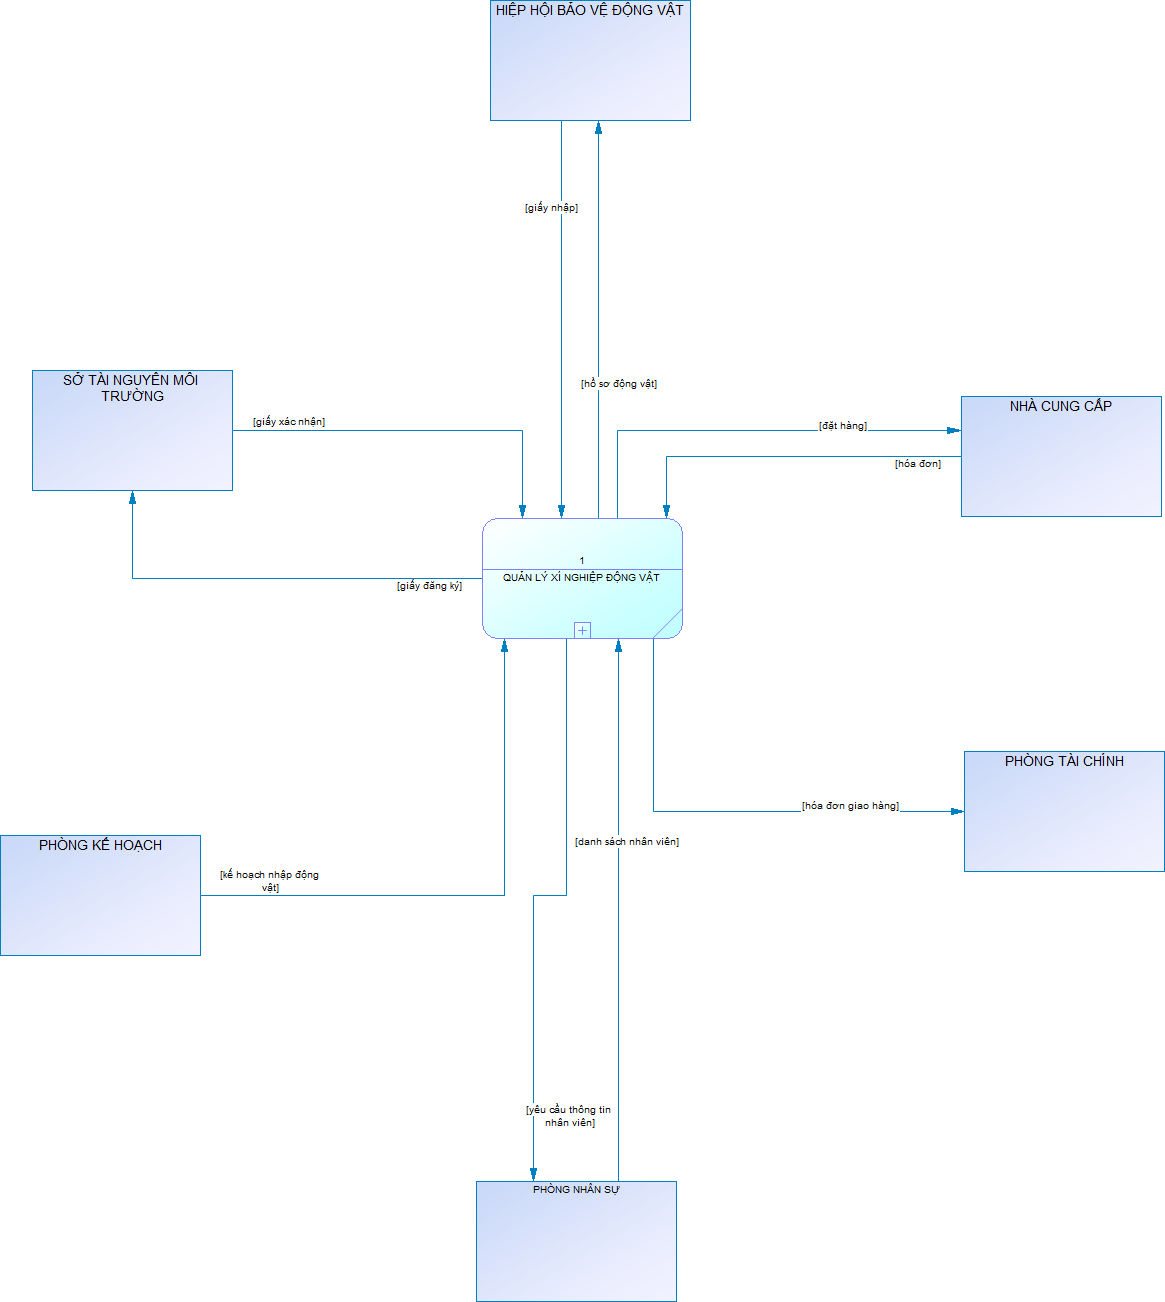 HIỆP HỘI BẢO VỆ ĐỘNG VẬT
[giấy nhập]
[hồ sơ động vật]
SỞ TÀI NGUYÊN MÔI
TRƯỜNG
[giấy xác nhận]
NHÀ CUNG CẤP
[đặt hàng]
[hóa đơn]
1
QUẢN LÝ XÍ NGHIỆP ĐỘNG VẬT
[giấy đăng ký]
PHÒNG TÀI CHÍNH
[hóa đơn giao hàng]
PHÒNG KẾ HOẠCH
[danh sách nhân viên]
[kế hoạch nhập động
vật]
[yêu cầu thông tin
nhân viên]
PHÒNG NHÂN SỰ